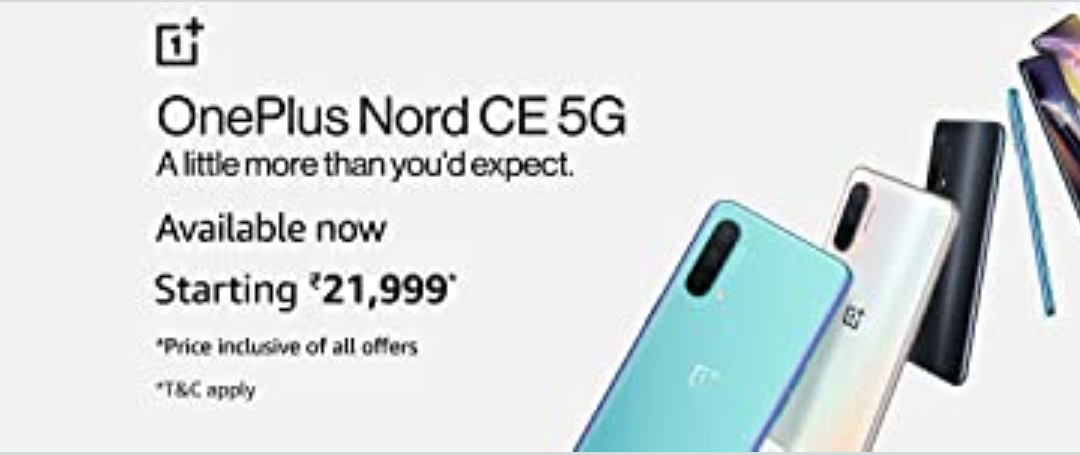 1+
OnePlus Nord CE 5G
A little more than you'd expect.
Available now
Starting ₹21,999*
*Price inclusive of all offers
*T&C apply